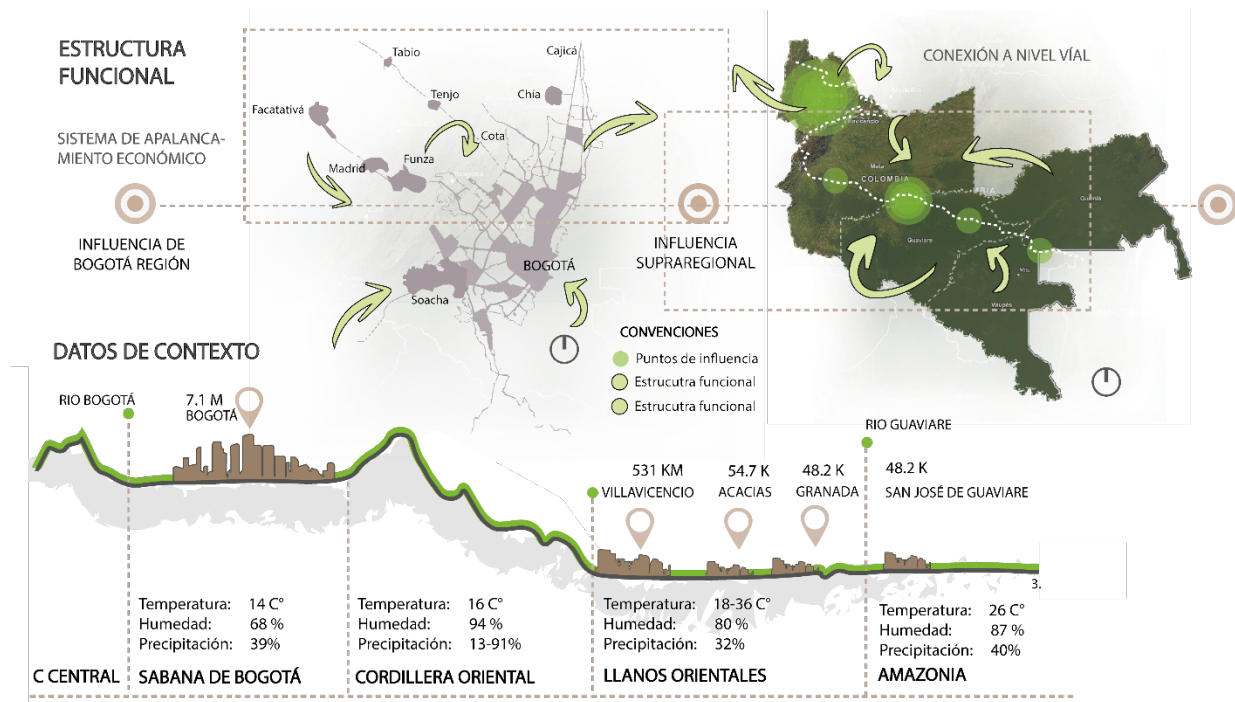 ESTRUCTURA
FUNCIONAL
SISTEMA DE APALANCA-
MIENTO ECONÓMICO
INFLUENCIA DE
BOGOTÁ REGIÓN
Tabio
Cajicá
Tenjo
Chía
Facatativá
Cota
Funza
Madrid
BOGOTÁ
Soacha
INFLUENCIA
SUPRAREGIONAL
CONEXIÓN A NIVEL VÍAL
Meta
COLOMBIA
Guainía
Guaviare
Vaupés
CONVENCIONES
Puntos de influencia
Estrucutra funcional
Estrucutra funcional
DATOS DE CONTEXTO
RIO BOGOTÁ
7.1 M
BOGOTÁ
RIO GUAVIARE
531 KM
VILLAVICENCIO
54.7 K
ACACIAS
48.2 K
GRANADA
48.2 K
SAN JOSÉ DE GUAVIARE
3.
Temperatura: 14 C°
Humedad: 68 %
Precipitación: 39%
Temperatura: 16 C°
Humedad: 94 %
Precipitación: 13-91%
Temperatura: 18-36 C°
Humedad: 80 %
Precipitación: 32%
Temperatura: 26 C°
Humedad: 87 %
Precipitación: 40%
C CENTRAL
SABANA DE BOGOTÁ
CORDILLERA ORIENTAL
LLANOS ORIENTALES
AMAZONIA